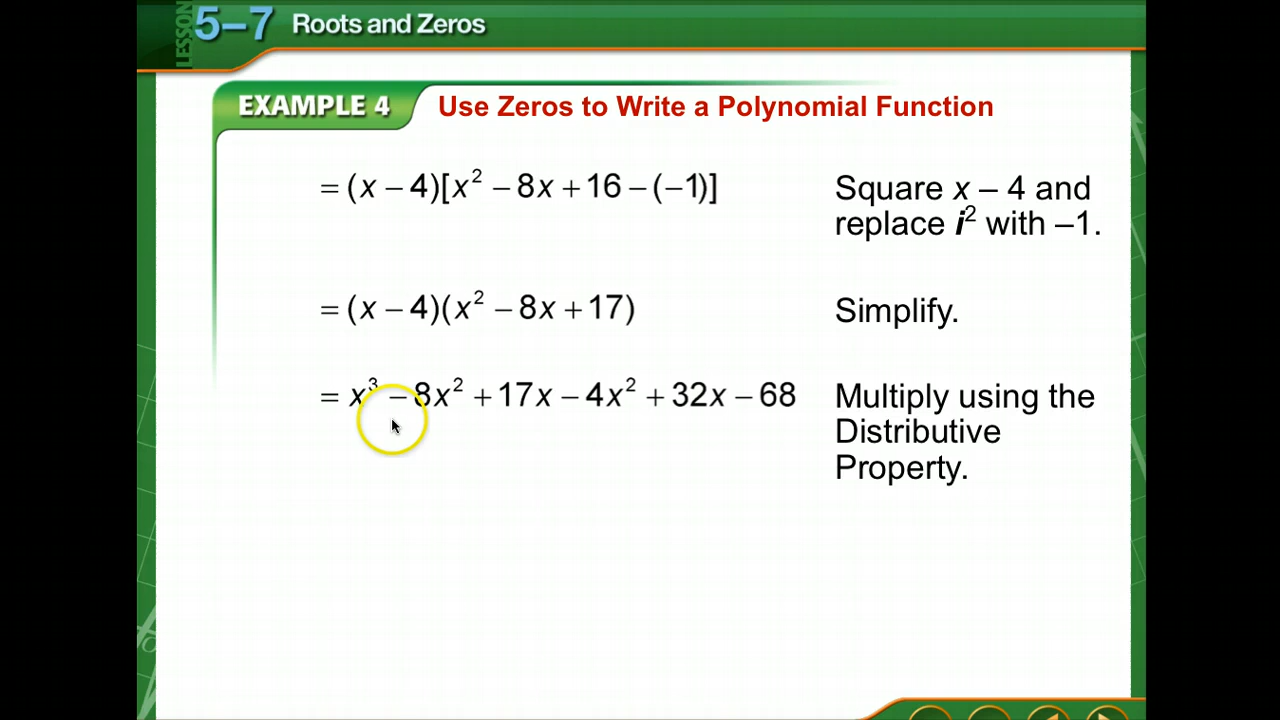 LESSON 5–7 Roots and Zeros
EXAMPLE 4 Use Zeros to Write a Polynomial Function
= (x – 4)[x² – 8x + 16 – (–1)] Square x – 4 and
replace i² with –1.
= (x – 4)(x² – 8x + 17) Simplify.
= x³ – 8x² + 17x – 4x² + 32x – 68 Multiply using the
Distributive
Property.